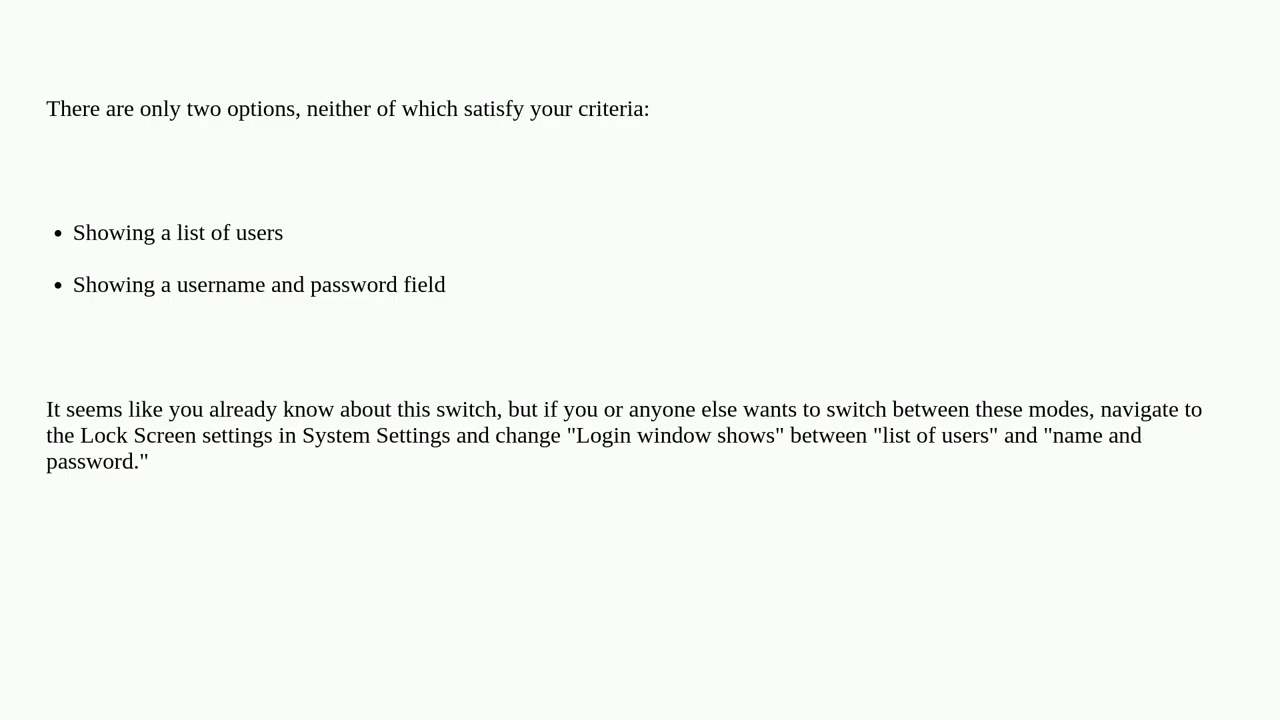 There are only two options, neither of which satisfy your criteria:
• Showing a list of users
• Showing a username and password field
It seems like you already know about this switch, but if you or anyone else wants to switch between these modes, navigate to
the Lock Screen settings in System Settings and change "Login window shows" between "list of users" and "name and
password."